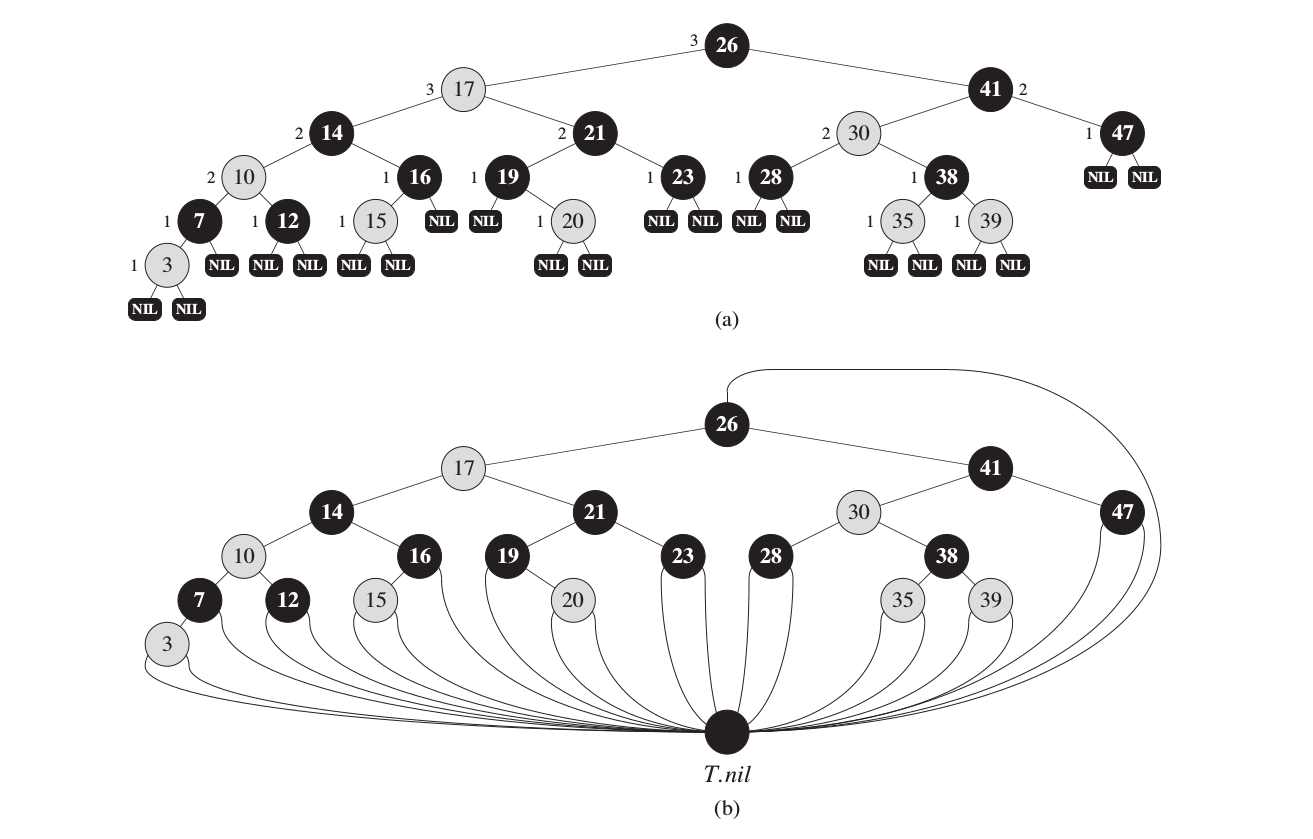 3 26
3 17 41 2
2 14 2 21 2 30 1 47
2 10 1 16 1 19 1 23 1 28 1 38 NIL NIL
1 7 1 12 1 15 NIL NIL 1 20 NIL NIL NIL NIL 1 35 1 39
1 3 NIL NIL NIL NIL NIL NIL NIL NIL NIL NIL NIL
NIL NIL
(a)
26
17 41
14 21 30 47
10 16 19 23 28 38
7 12 15 20 35 39
3
T.nil
(b)